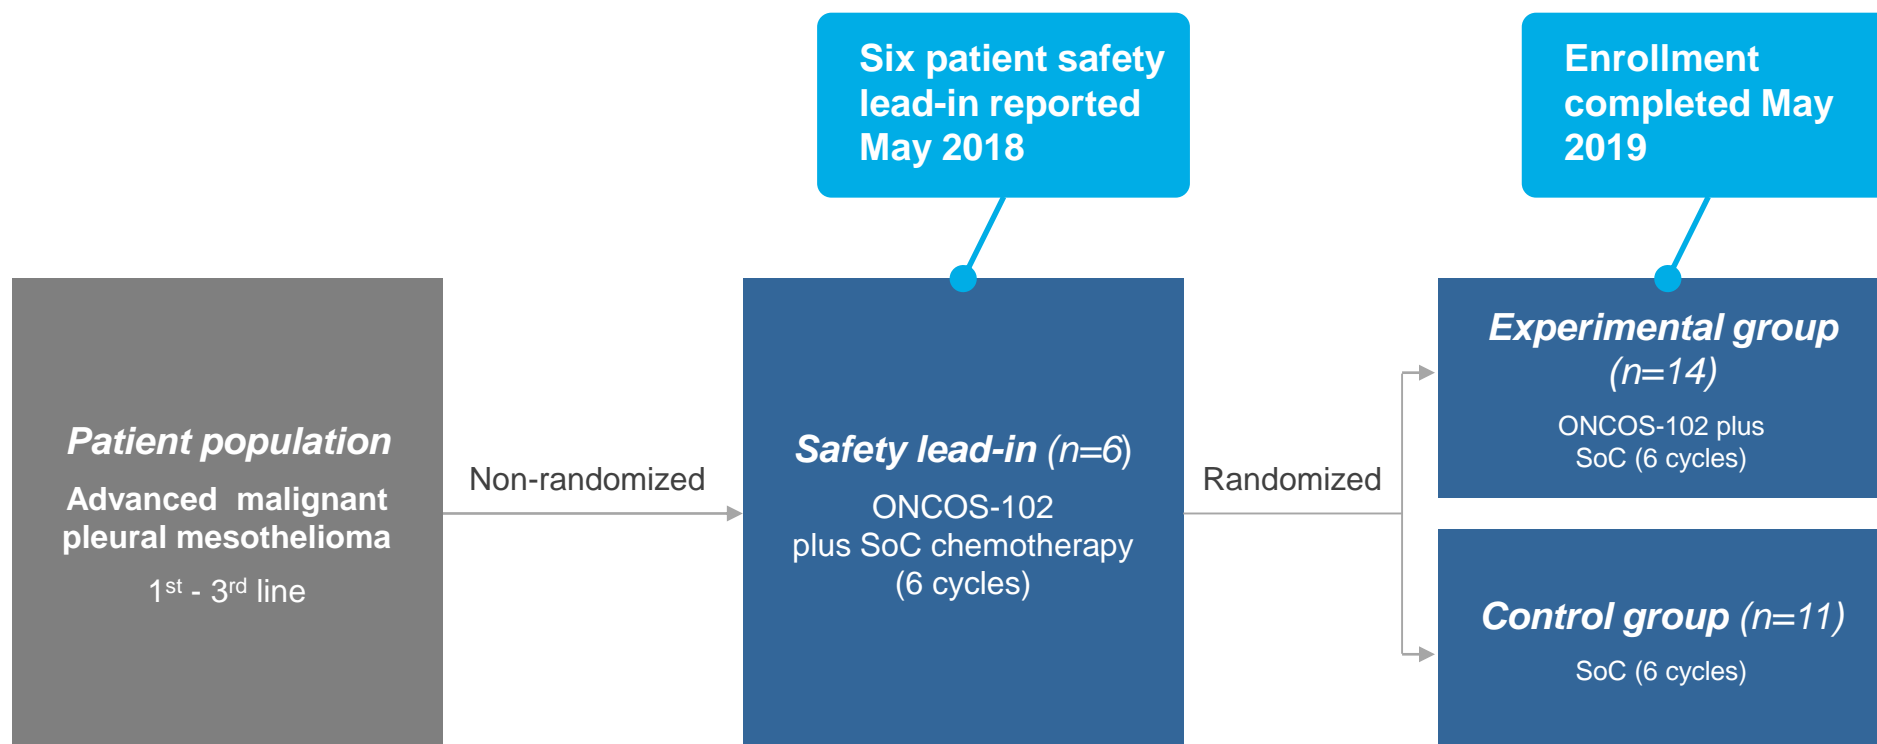 Six patient safety
lead-in reported
May 2018
Enrollment
completed May
2019
Patient population
Advanced malignant
pleural mesothelioma
1st - 3rd line
Non-randomized
Safety lead-in (n=6)
ONCOS-102
plus SoC chemotherapy
(6 cycles)
Randomized
Experimental group
(n=14)
ONCOS-102 plus
SoC (6 cycles)
Control group (n=11)
SoC (6 cycles)